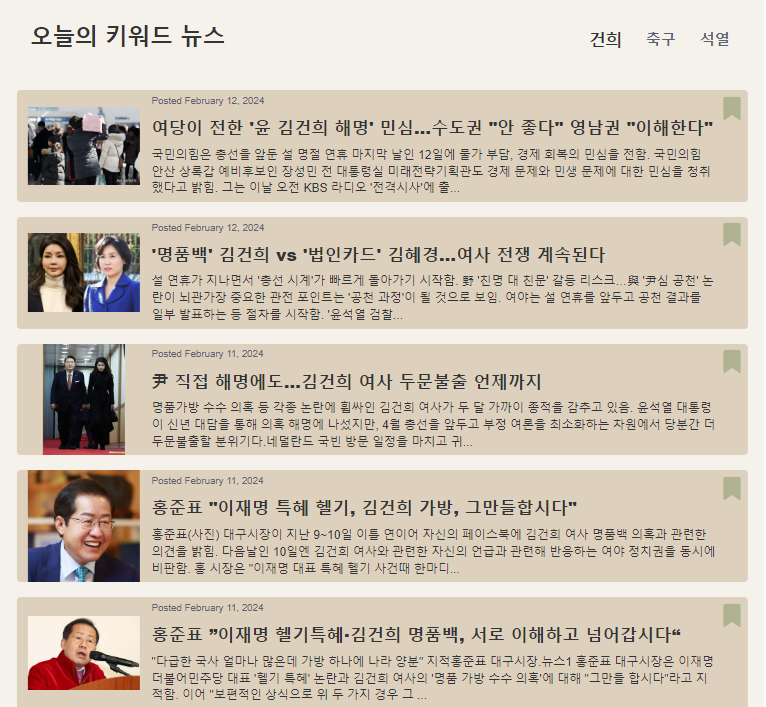 오늘의 키워드 뉴스
건희 축구 석열
Posted February 12, 2024
여당이 전한 '윤 김건희 해명' 민심…수도권 "안 좋다" 영남권 "이해한다"
국민의힘은 총선을 앞둔 설 명절 연휴 마지막 날인 12일에 물가 부담, 경제 회복의 민심을 전함. 국민의힘
안산 상록갑 예비후보인 장성민 전 대통령실 미래전략기획관도 경제 문제와 민생 문제에 대한 민심을 청취
했다고 밝힘. 그는 이날 오전 KBS 라디오 '전격시사'에 출...
Posted February 12, 2024
'명품백' 김건희 vs '법인카드' 김혜경…여사 전쟁 계속된다
설 연휴가 지나면서 '총선 시계'가 빠르게 돌아가기 시작함. 野 '친명 대 친문' 갈등 리스크…與 '尹심 공천' 논
란이 뇌관가장 중요한 관전 포인트는 '공천 과정'이 될 것으로 보임. 여야는 설 연휴를 앞두고 공천 결과를
일부 발표하는 등 절차를 시작함. '윤석열 검찰...
Posted February 11, 2024
尹 직접 해명에도…김건희 여사 두문불출 언제까지
명품가방 수수 의혹 등 각종 논란에 휩싸인 김건희 여사가 두 달 가까이 종적을 감추고 있음. 윤석열 대통령
이 신년 대담을 통해 의혹 해명에 나섰지만, 4월 총선을 앞두고 부정 여론을 최소화하는 차원에서 당분간 더
두문불출할 분위기다.네덜란드 국빈 방문 일정을 마치고 귀...
Posted February 11, 2024
홍준표 "이재명 특혜 헬기, 김건희 가방, 그만들합시다"
홍준표(사진) 대구시장이 지난 9~10일 이틀 연이어 자신의 페이스북에 김건희 여사 명품백 의혹과 관련한
의견을 밝힘. 다음날인 10일엔 김건희 여사와 관련한 자신의 언급과 관련해 반응하는 여야 정치권을 동시에
비판함. 홍 시장은 "이재명 대표 특혜 헬기 사건때 한마디...
Posted February 11, 2024
홍준표 ”이재명 헬기특혜·김건희 명품백, 서로 이해하고 넘어갑시다“
"다급한 국사 얼마나 많은데 가방 하나에 나라 양분" 지적홍준표 대구시장.뉴스1 홍준표 대구시장은 이재명
더불어민주당 대표 '헬기 특혜' 논란과 김건희 여사의 '명품 가방 수수 의혹'에 대해 "그만들 합시다"라고 지
적함. 이어 "보편적인 상식으로 위 두 가지 경우 그 ...